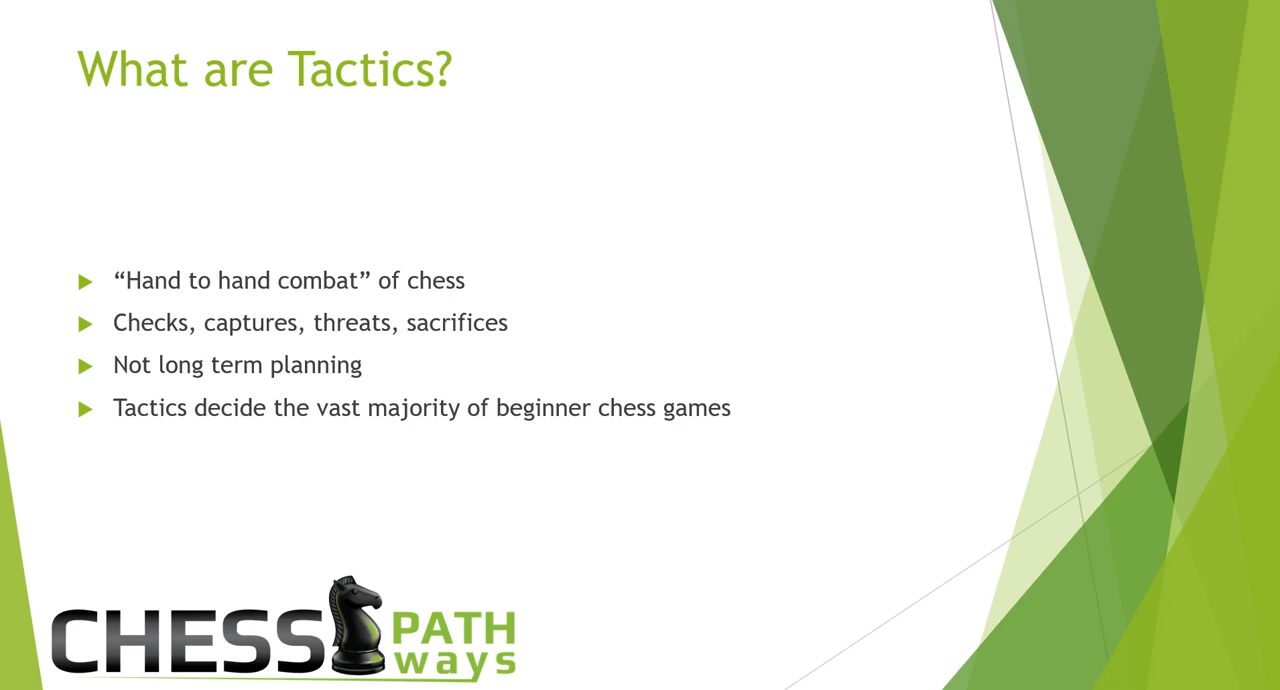 What are Tactics?
“Hand to hand combat” of chess
Checks, captures, threats, sacrifices
Not long term planning
Tactics decide the vast majority of beginner chess games
CHESS PATH
ways